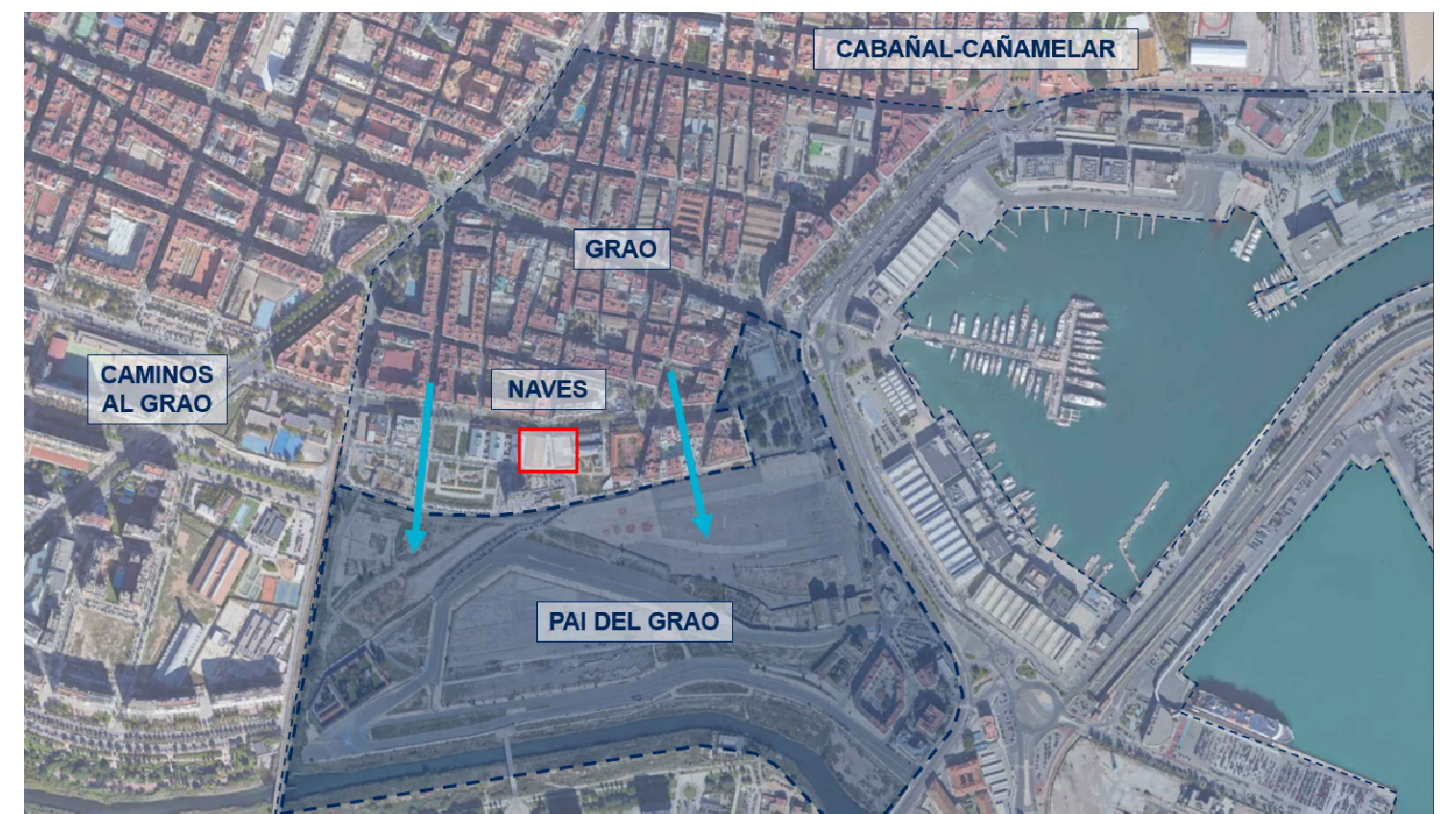 CABAÑAL-CAÑAMELAR
GRAO
CAMINOS
AL GRAO
NAVES
PAI DEL GRAO